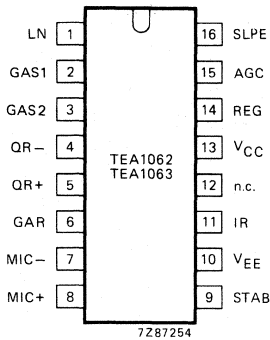 LN 1 16 SLPE
GAS1 2 15 AGC
GAS2 3 14 REG
QR− 4 13 VCC
TEA1062
TEA1063
QR+ 5 12 n.c.
GAR 6 11 IR
MIC− 7 10 VEE
MIC+ 8 9 STAB
7Z87254